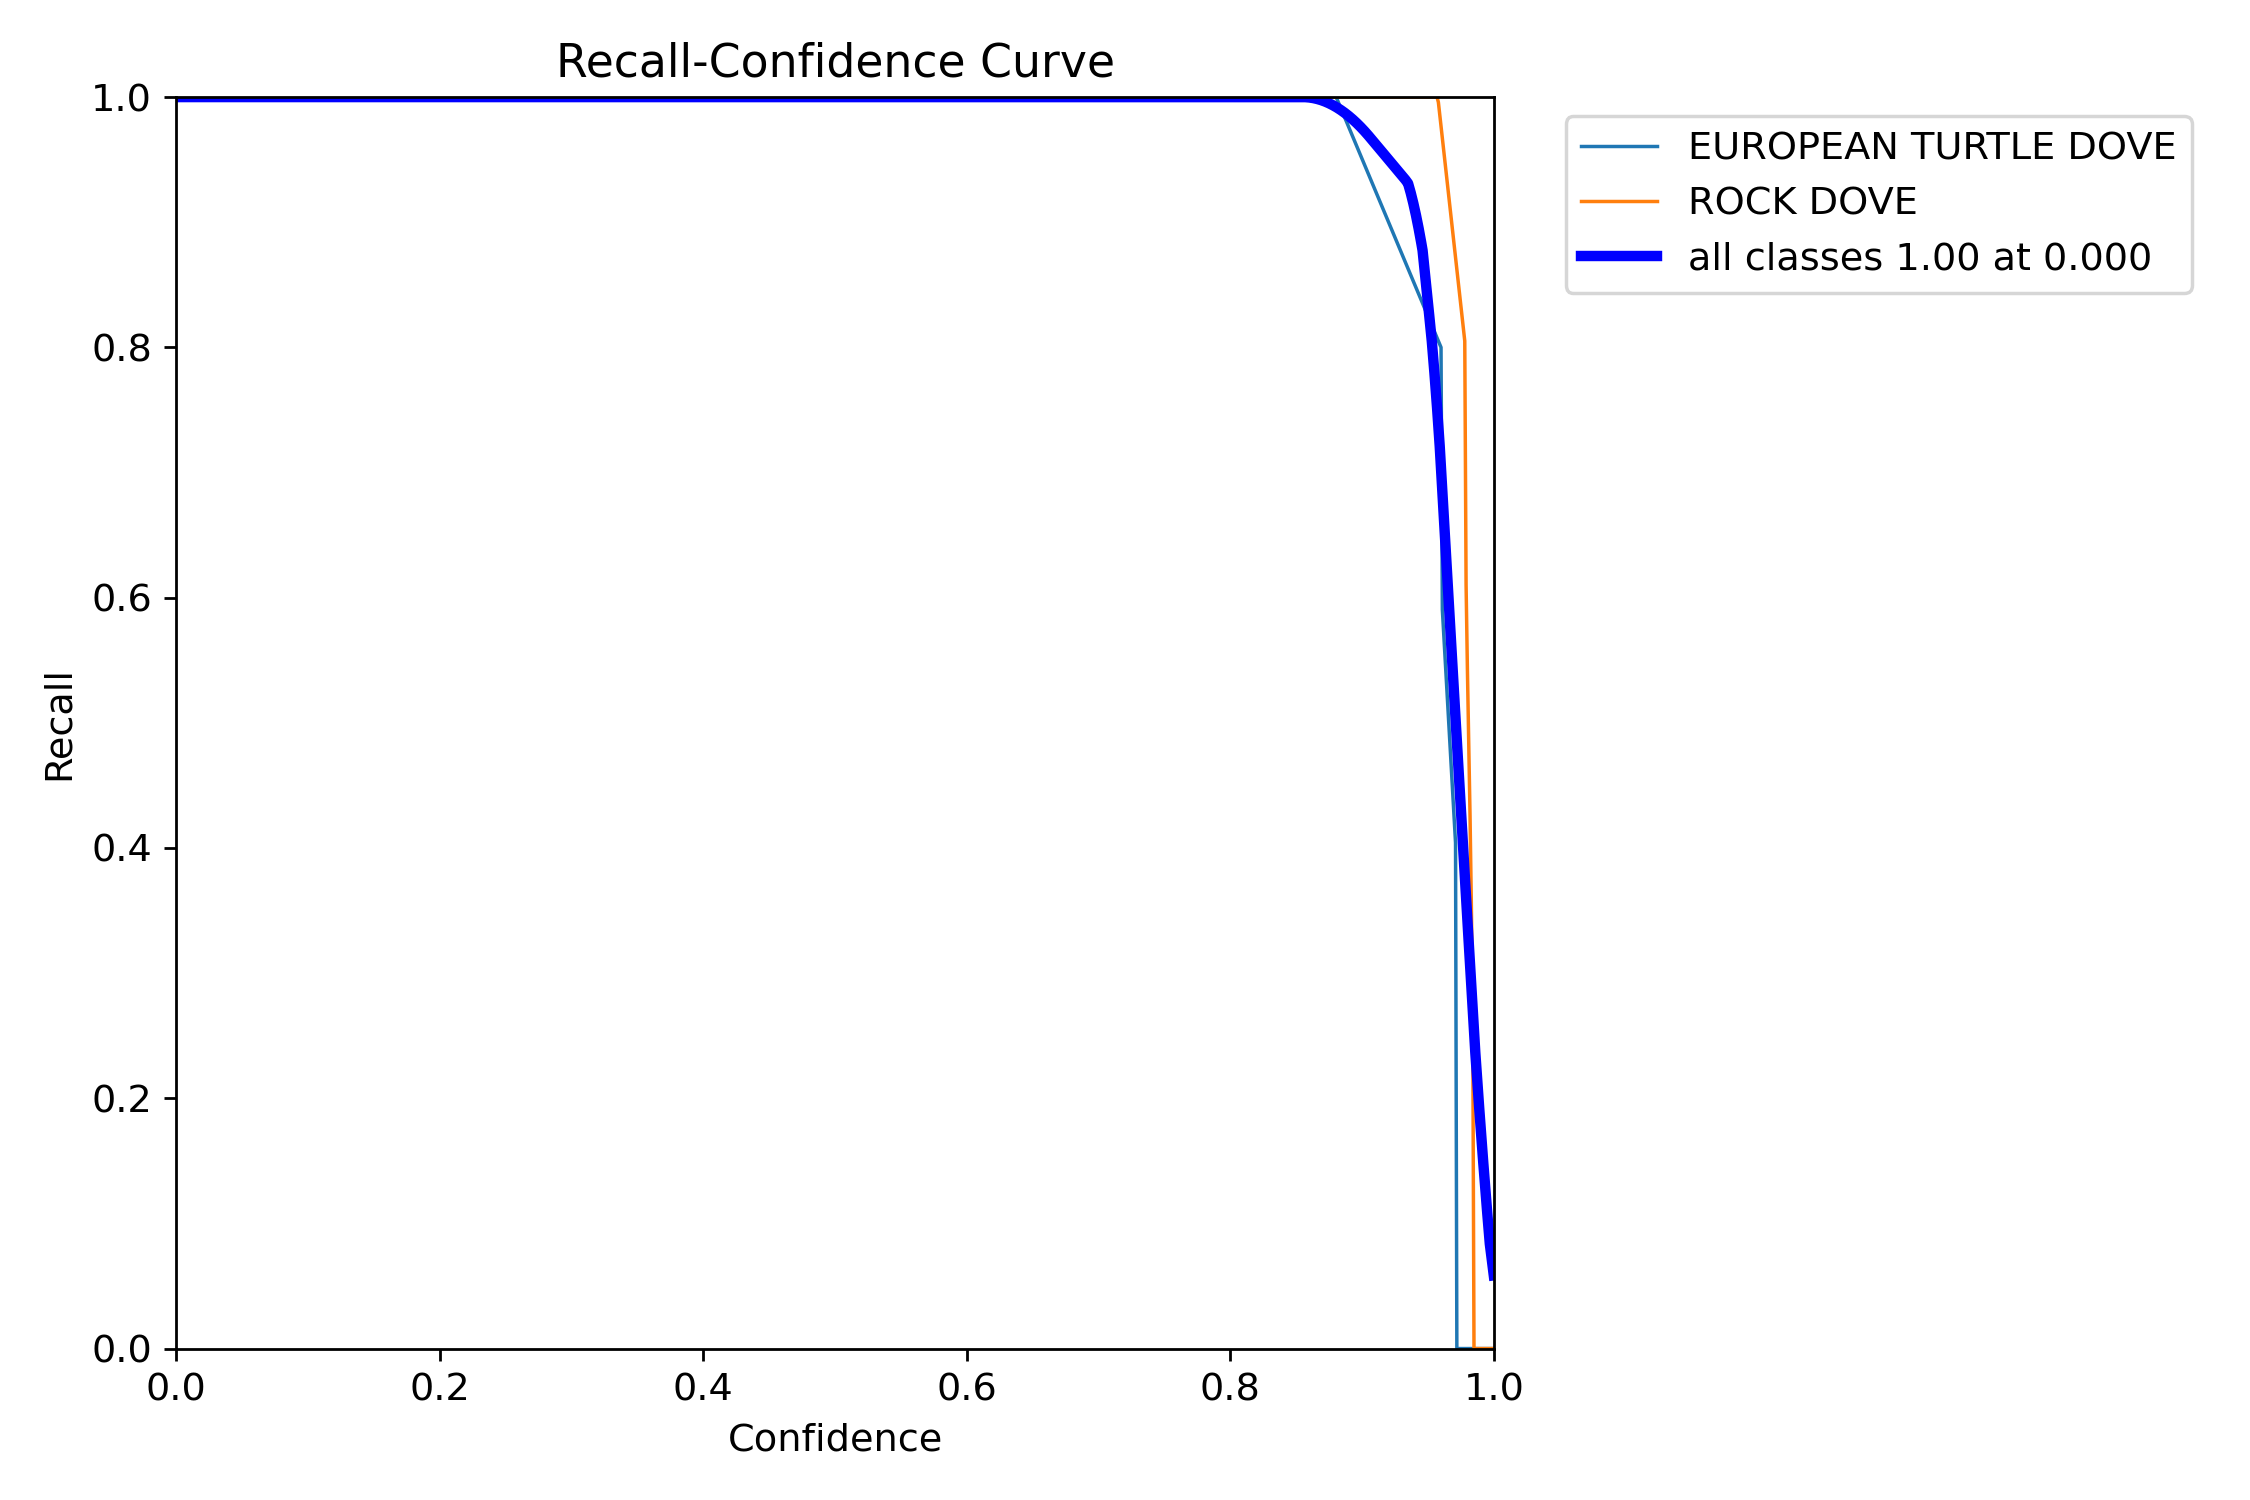 Recall-Confidence Curve
1.0
0.8
0.6
0.4
0.2
0.0
Recall
0.0 0.2 0.4 0.6 0.8 1.0
Confidence
EUROPEAN TURTLE DOVE
ROCK DOVE
all classes 1.00 at 0.000